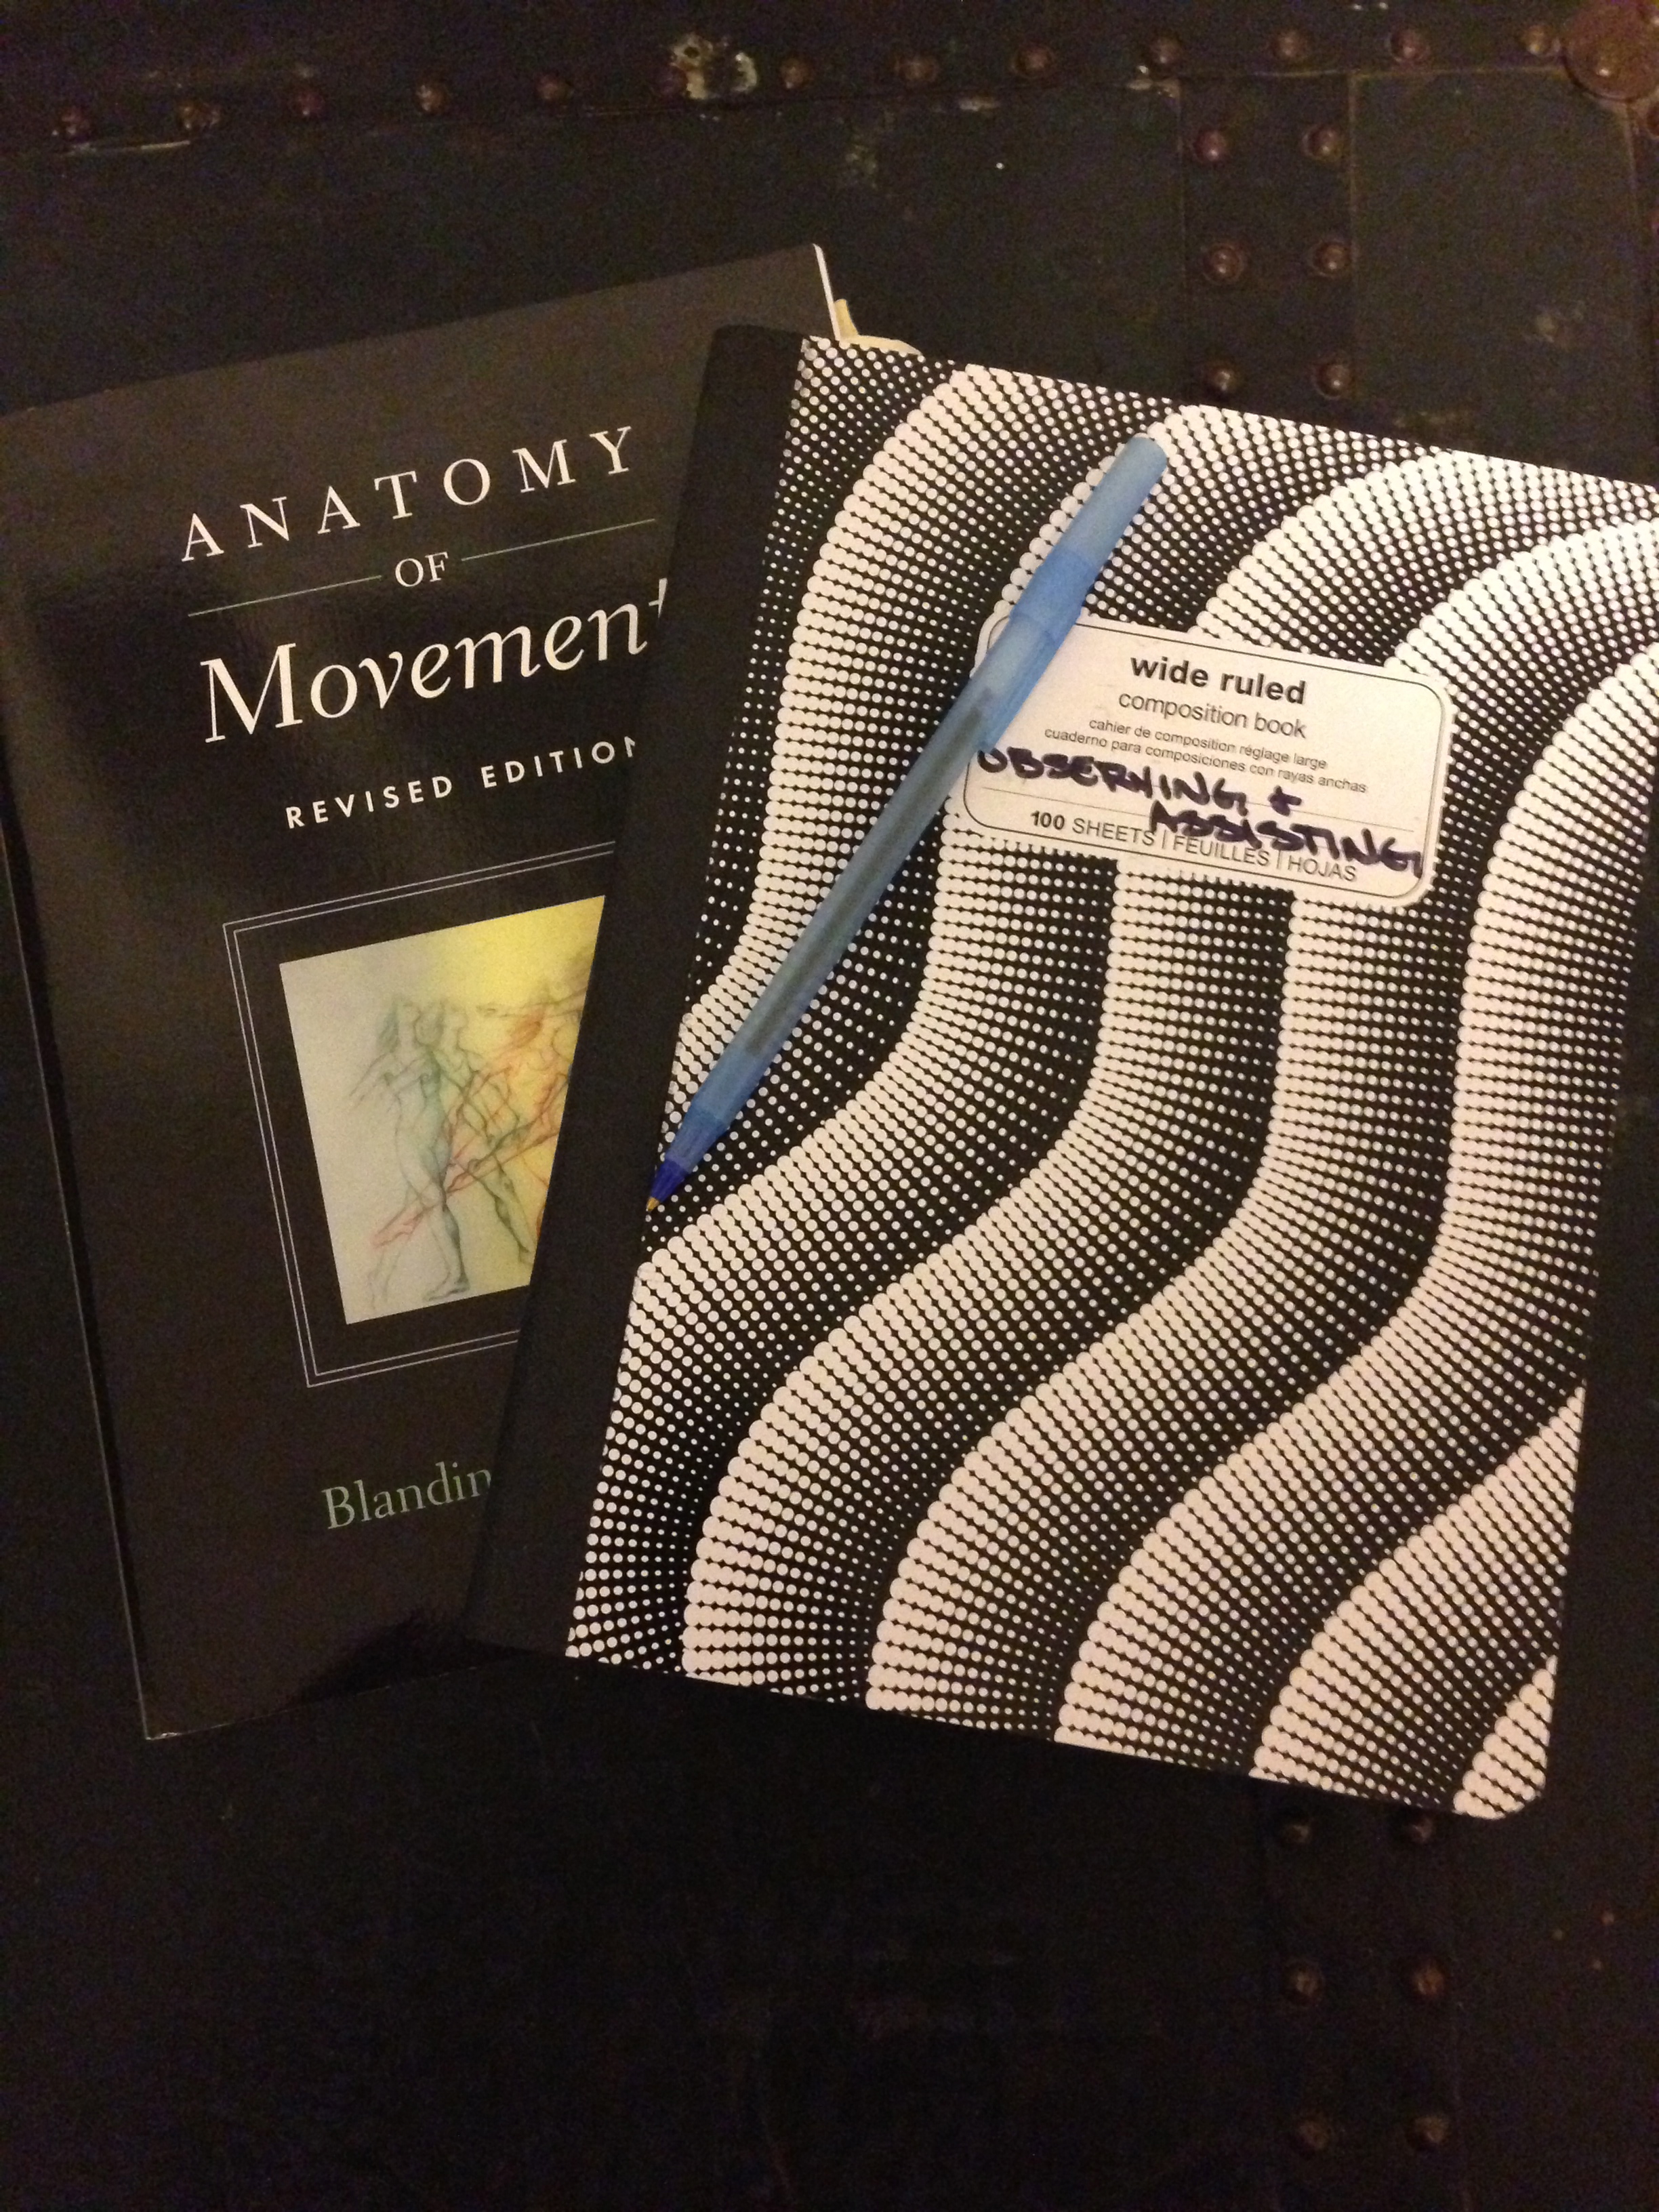 ANATOMY
OF
Movement
REVISED EDITION
Blandin
wide ruled
composition book
cahier de composition réglage large
cuaderno para composiciones con rayas anchas
OBSERVING +
ASSISTING
100 SHEETS | FEUILLES | HOJAS